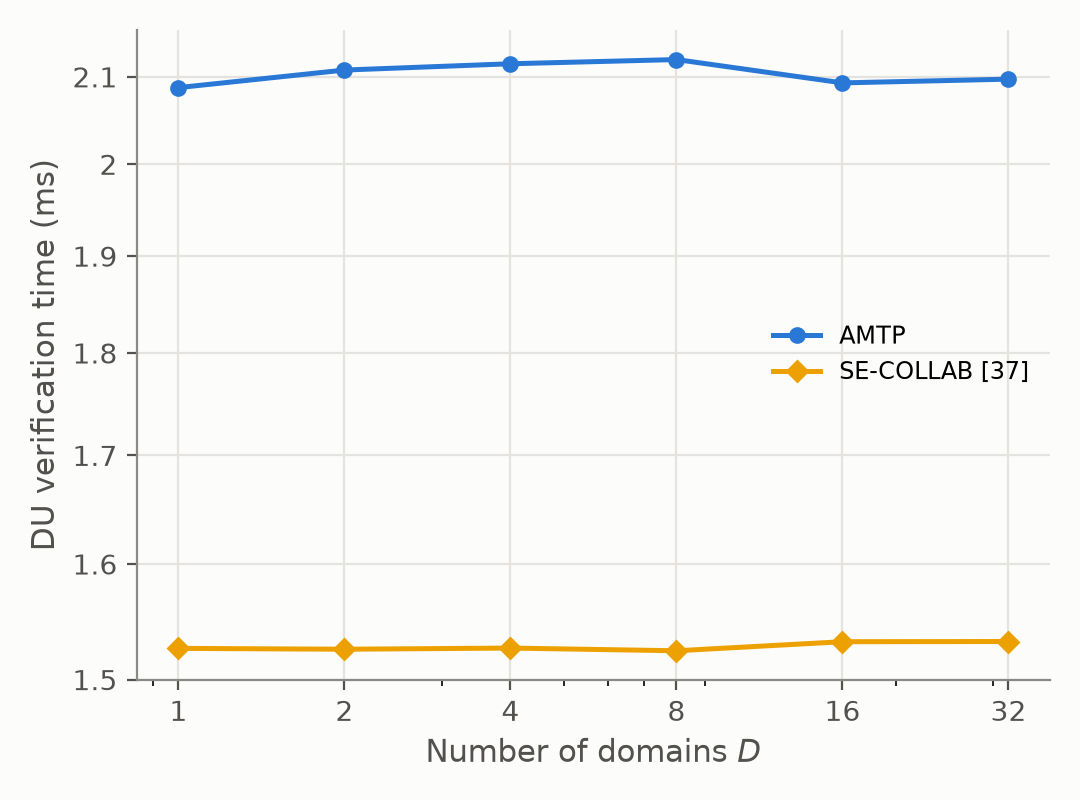 DU verification time (ms)
2.1
2
1.9
1.8
1.7
1.6
1.5
AMTP
SE-COLLAB [37]
1 2 4 8 16 32
Number of domains D